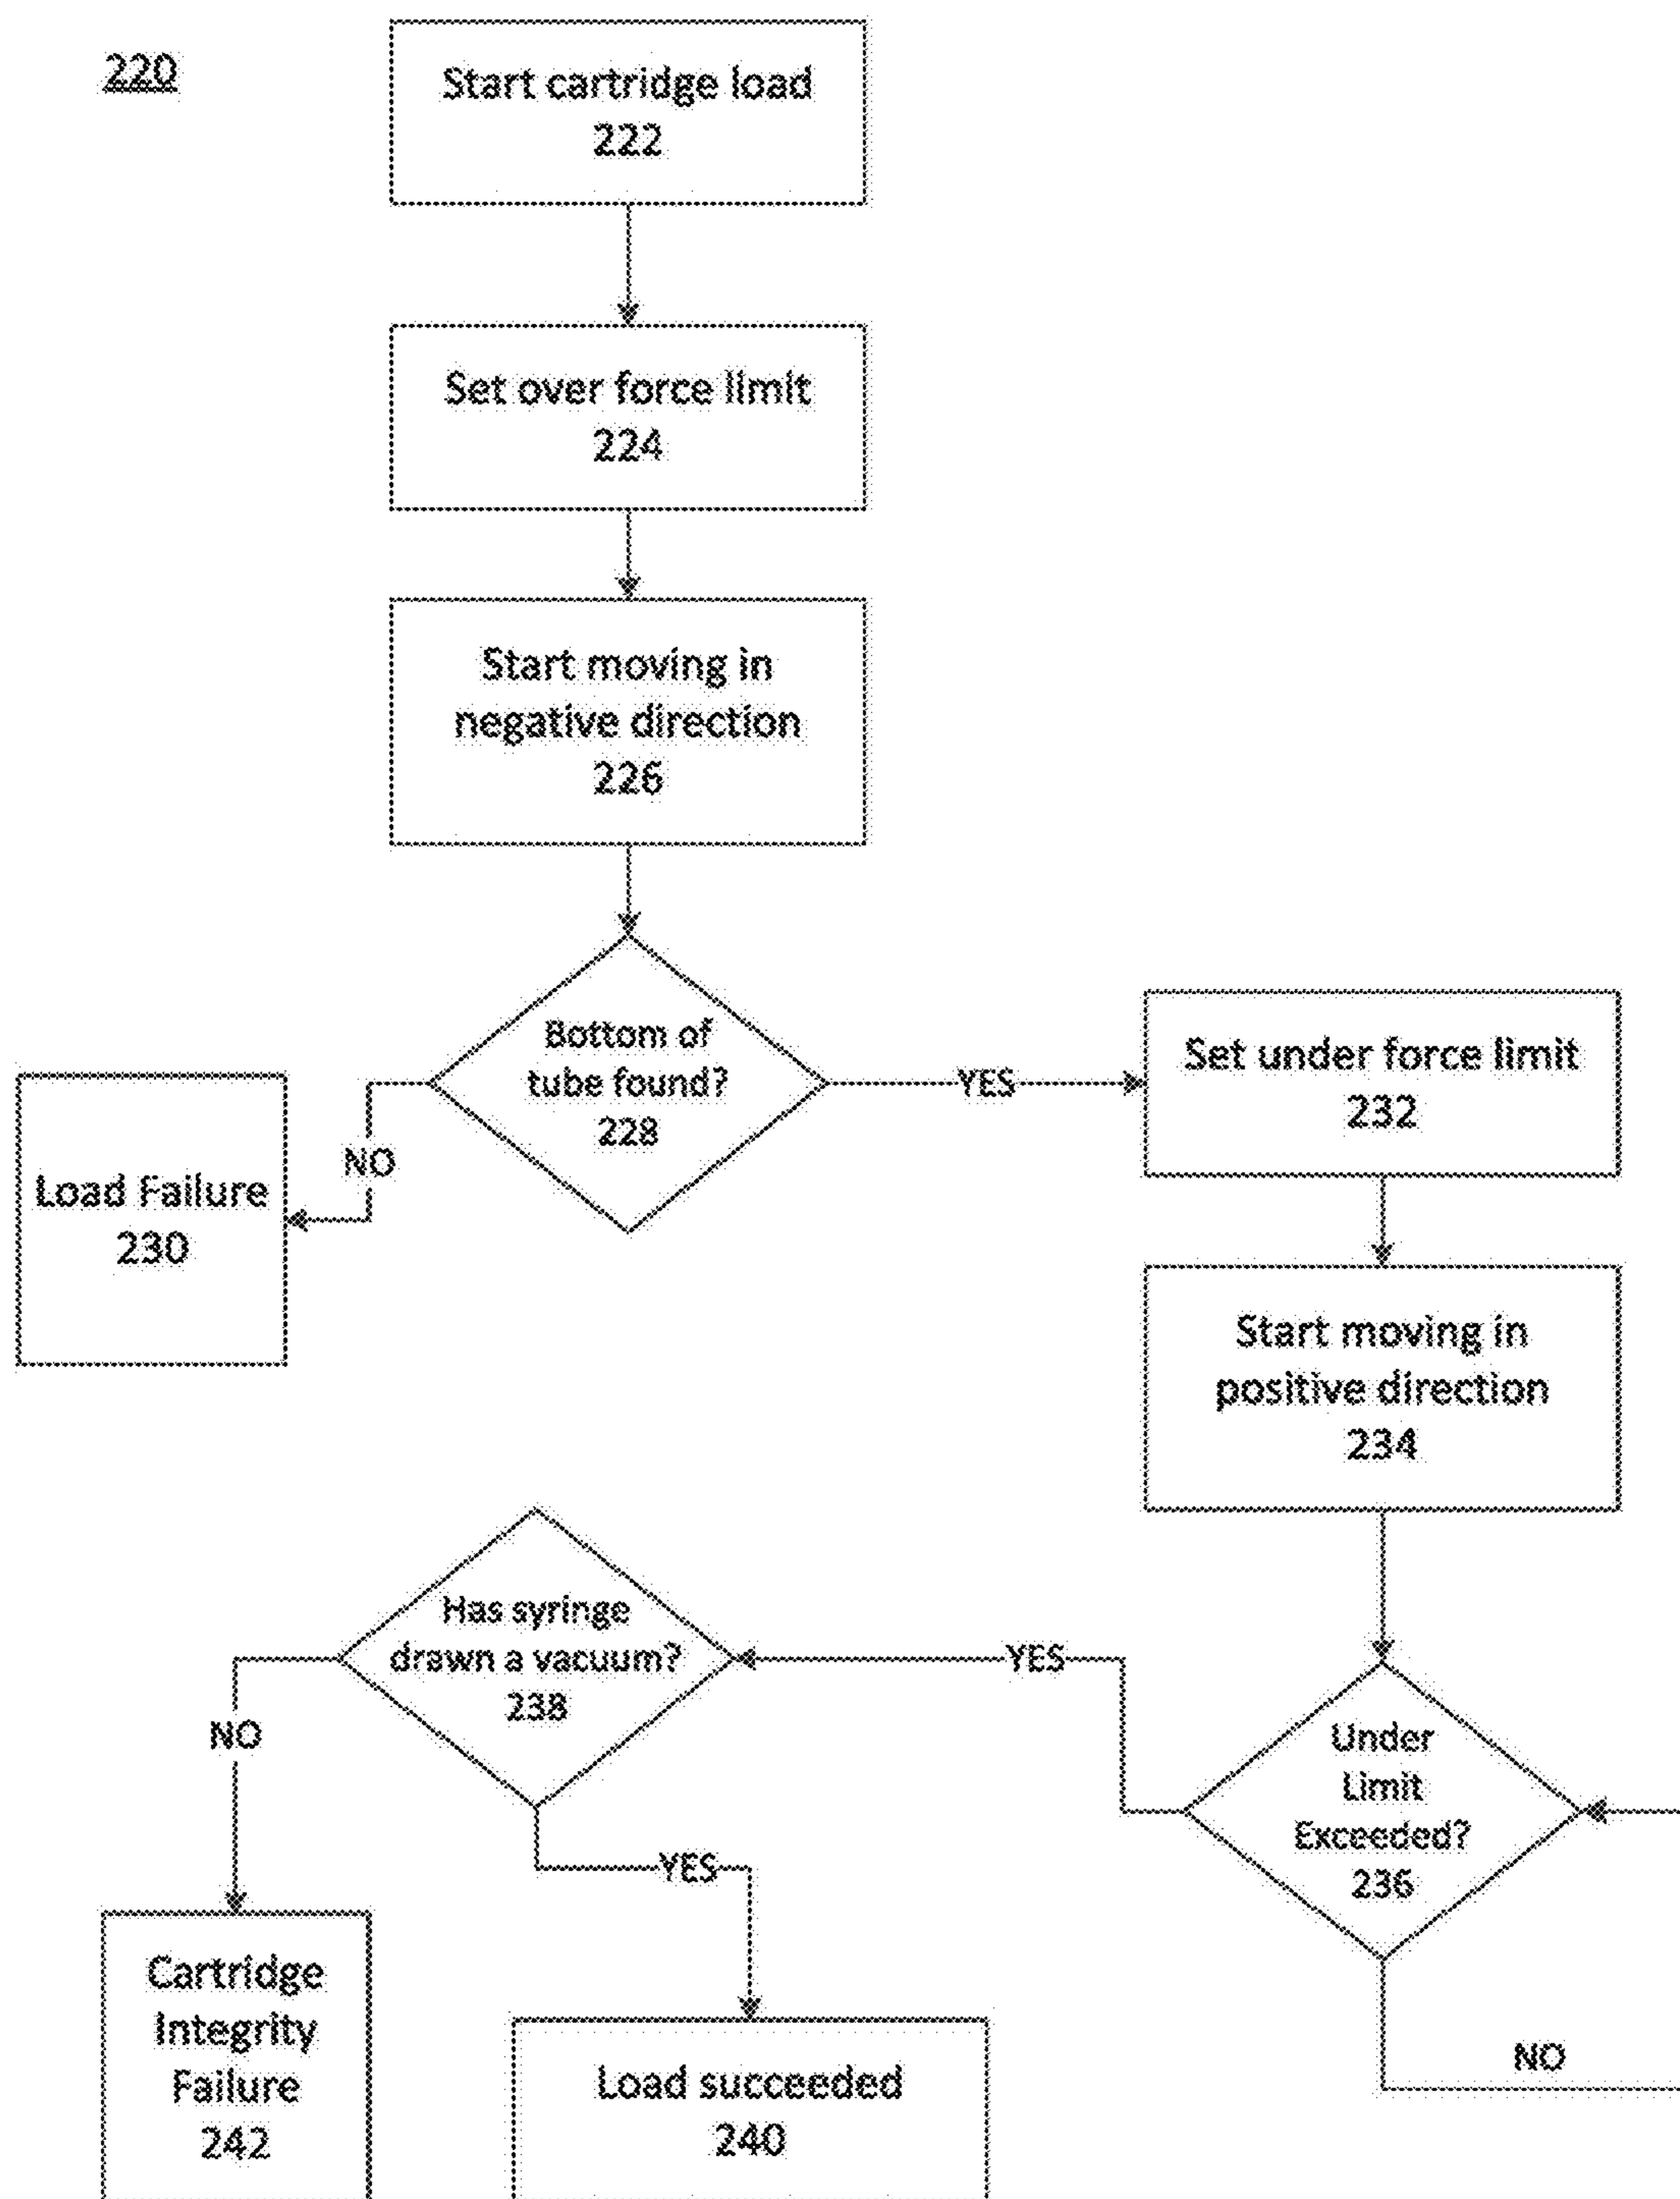 220
Start cartridge load
222
Set over force limit
224
Start moving in
negative direction
226
Bottom of
tube found?
228
YES
NO
Set under force limit
232
Load Failure
230
Start moving in
positive direction
234
Has syringe
drawn a vacuum?
238
YES
NO
Under
Limit
Exceeded?
236
YES
Cartridge
Integrity
Failure
242
Load succeeded
240
NO